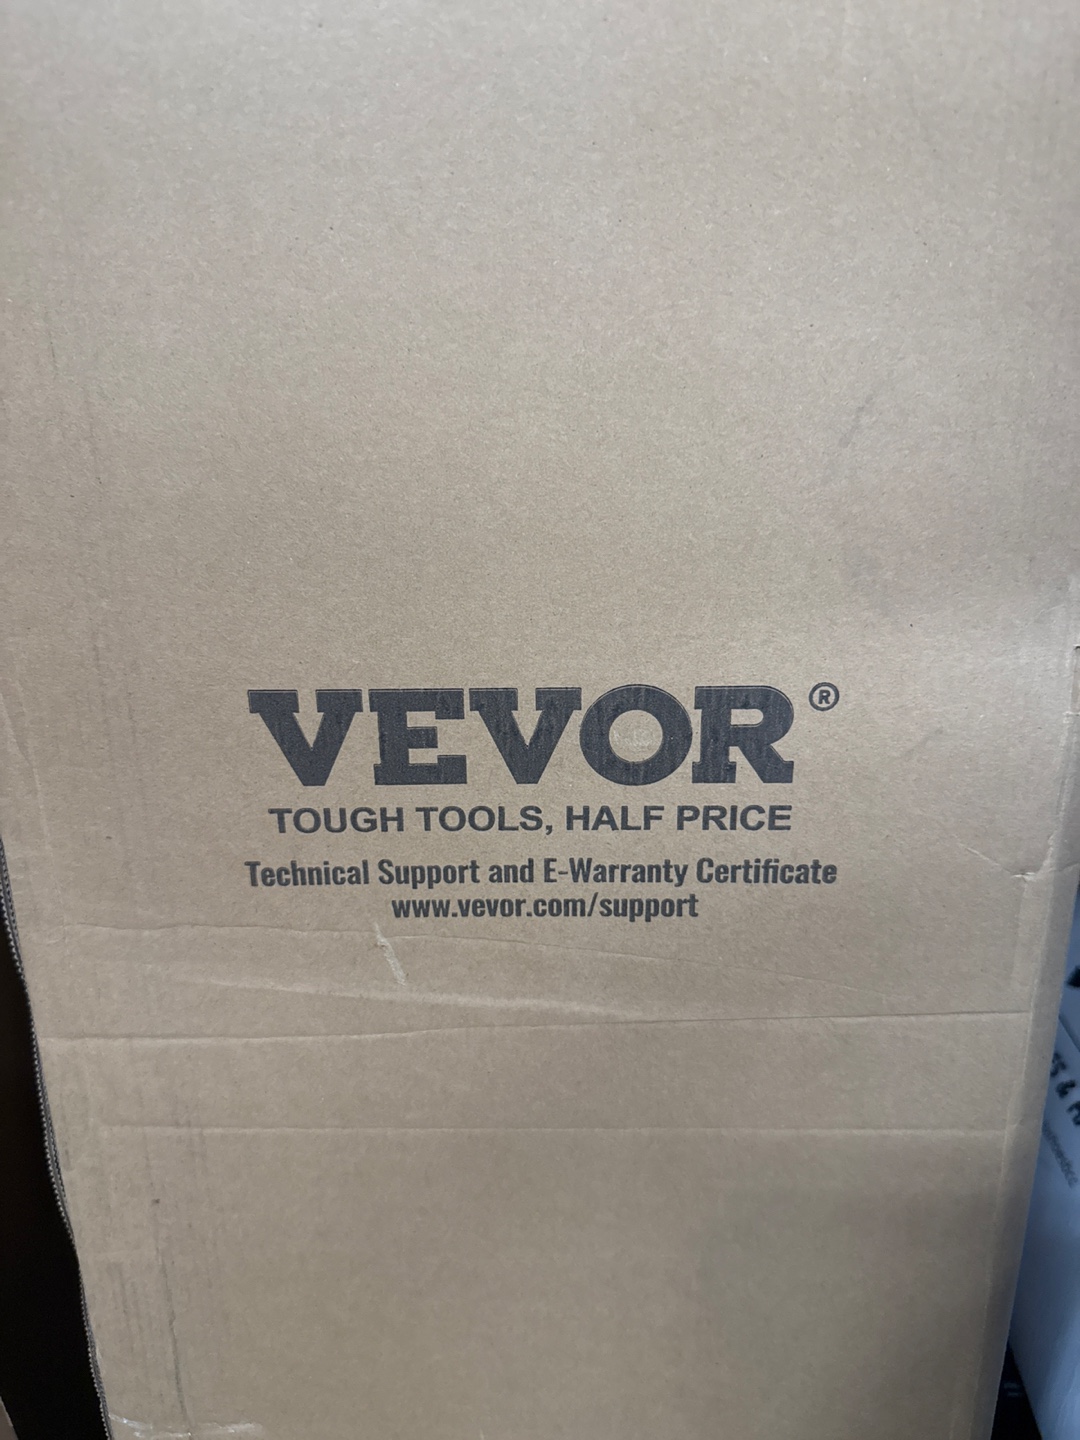 VEVOR®
TOUGH TOOLS, HALF PRICE
Technical Support and E-Warranty Certificate
www.vevor.com/support